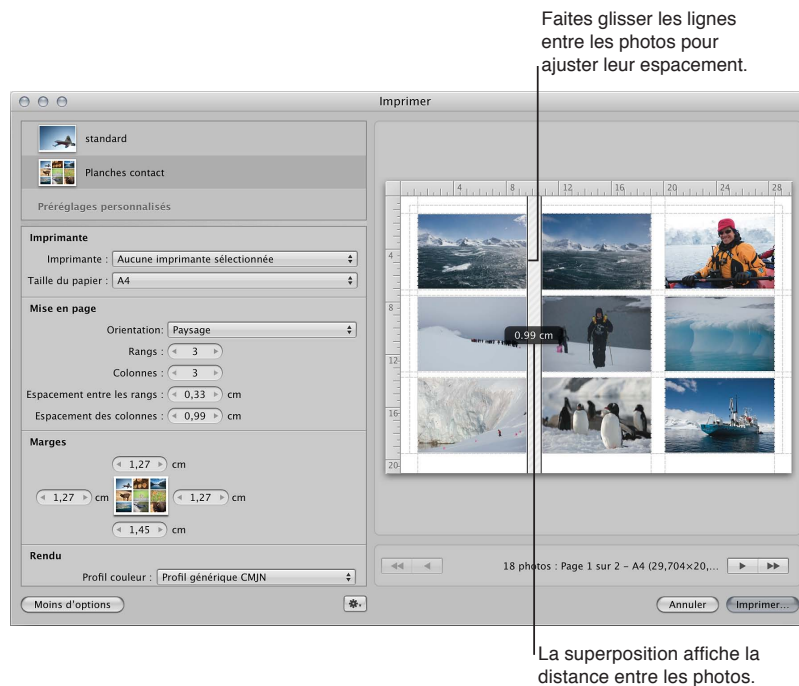 Faites glisser les lignes
entre les photos pour
ajuster leur espacement.
Imprimer
standard
Planches contact
Préréglages personnalisés
Imprimante
Imprimante : Aucune imprimante sélectionnée
Taille du papier : A4
Mise en page
Orientation: Paysage
Rangs : 3
Colonnes : 3
Espacement entre les rangs : 0,33 cm
Espacement des colonnes : 0,99 cm
Marges
1,27 cm
1,27 cm 1,27 cm
1,45 cm
Rendu
Profil couleur : Profil générique CMJN
Moins d'options
4 8 12 16 20 24 28
4
8
0.99 cm
12
16
20
18 photos : Page 1 sur 2 – A4 (29,704×20,...
Annuler Imprimer...
La superposition affiche la
distance entre les photos.